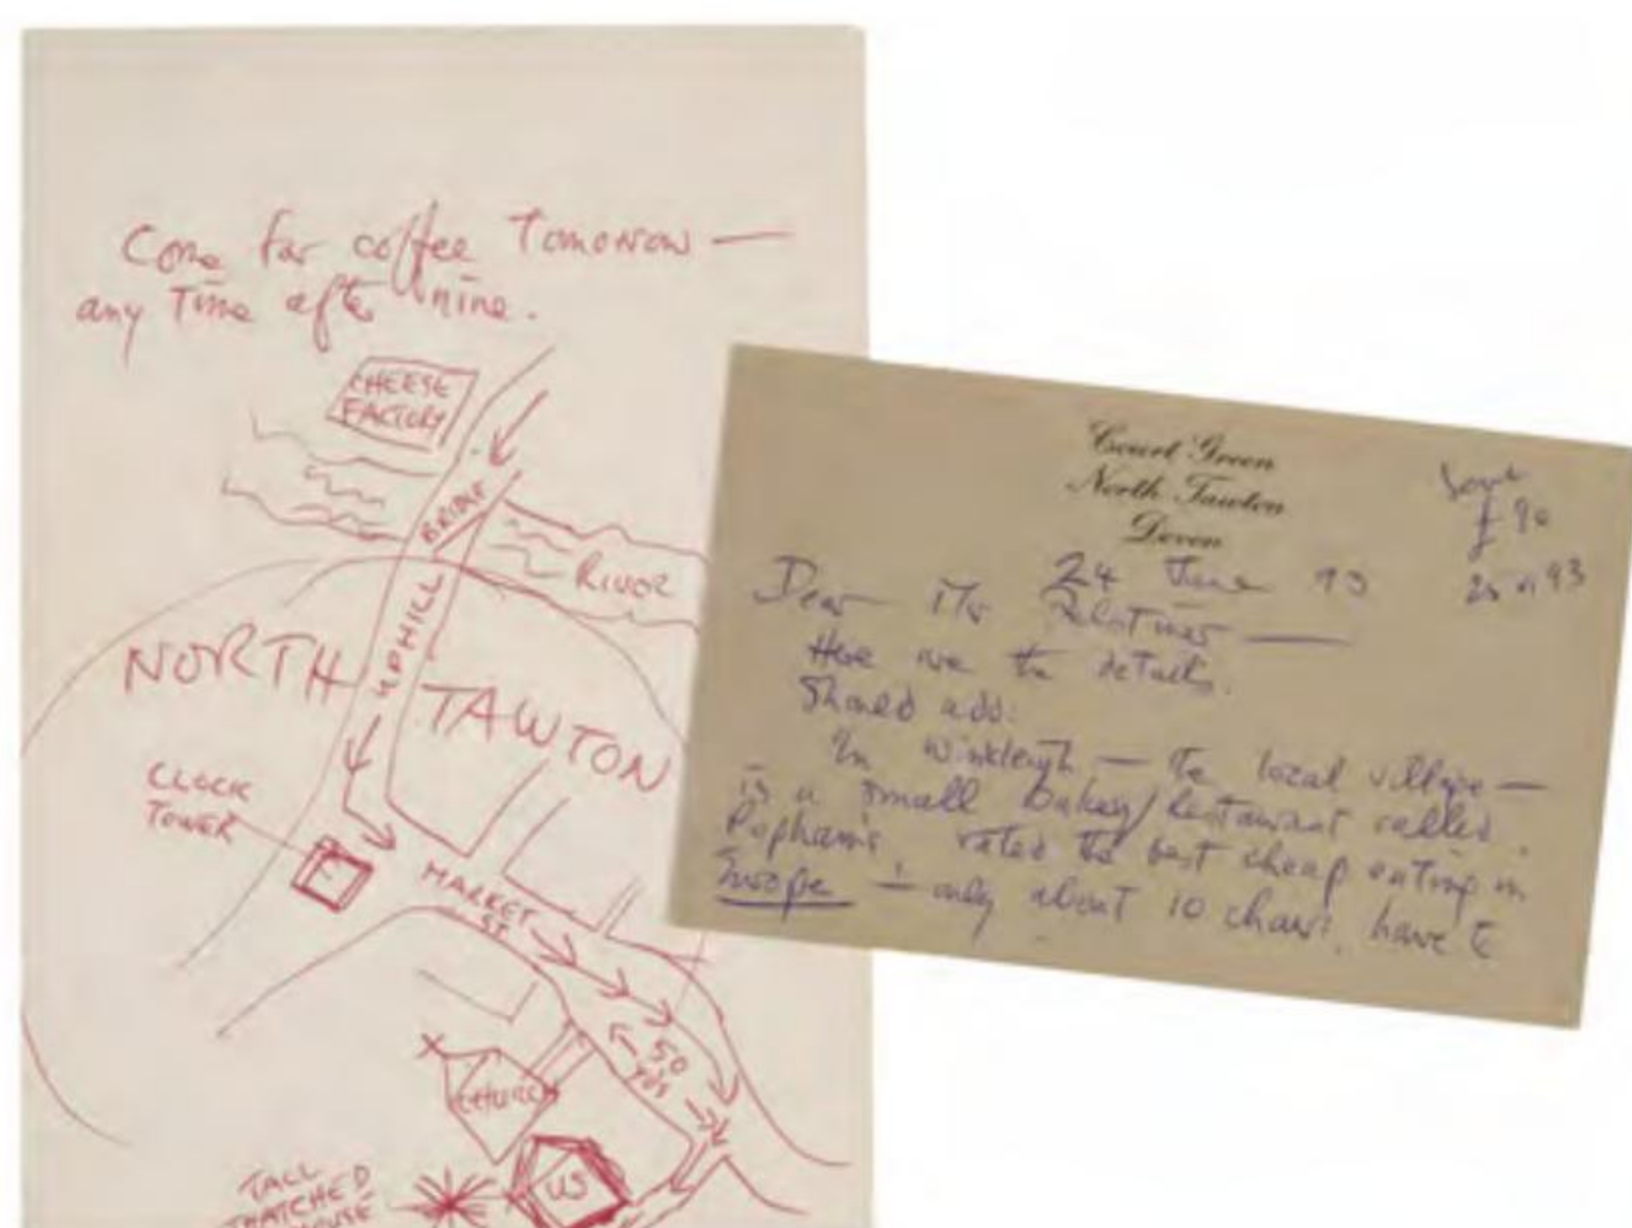 Come for coffee Tomorrow —
any Time after nine.
CHEESE
FACTORY
BRIDGE
RIVER
UPHILL
NORTH TAWTON
CLOCK
TOWER
MARKET
ST
50
yds
CHURCH
US
TALL
THATCHED
HOUSE
Court Green
North Tawton
Devon
24 June 93
Dear Mr
Here are the details.
Should add:
In Winkleigh — the local village —
is a small bakery/restaurant called
Popham's rated the best cheap eating in
Europe — only about 10 chairs, have to